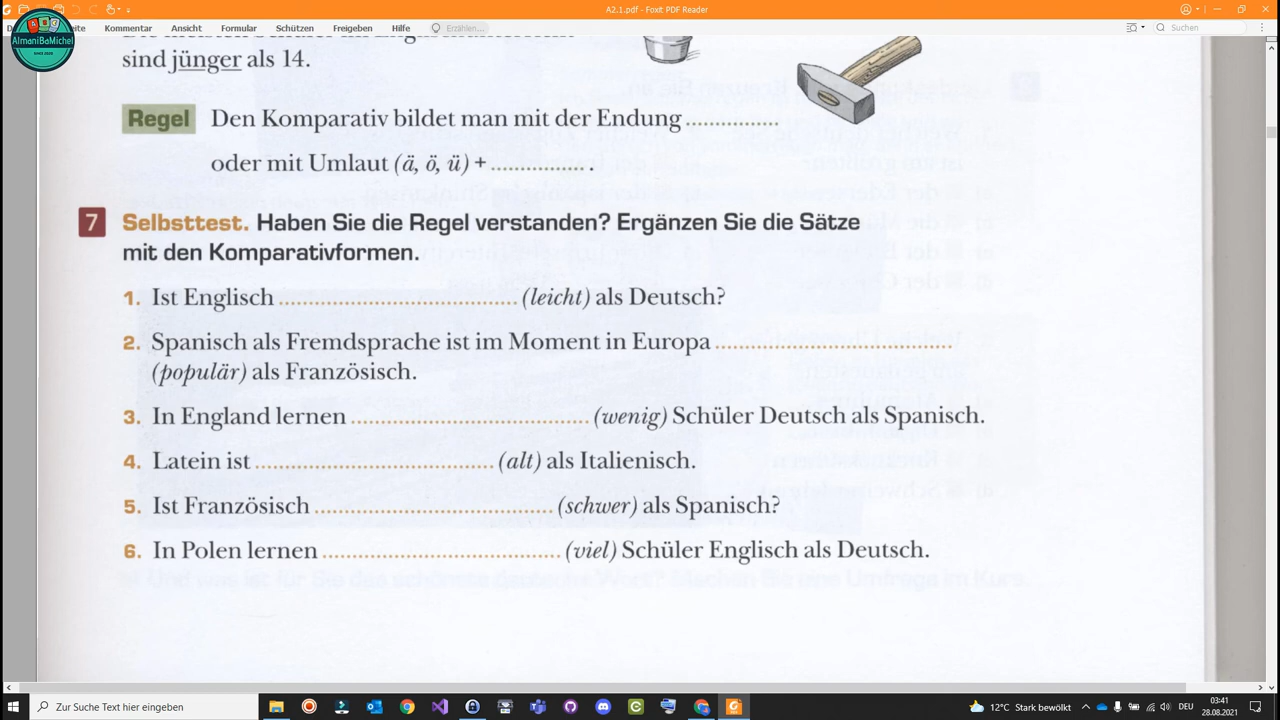 A2.1.pdf - Foxit PDF Reader
Kommentar Ansicht Formular Schützen Freigeben Hilfe Erzählen... Suchen
AlmaniBaMichel
sind jünger als 14.
Regel Den Komparativ bildet man mit der Endung ..............
oder mit Umlaut (ä, ö, ü) + .............. .
7 Selbsttest. Haben Sie die Regel verstanden? Ergänzen Sie die Sätze
mit den Komparativformen.
1. Ist Englisch .................................... (leicht) als Deutsch?
2. Spanisch als Fremdsprache ist im Moment in Europa ....................................
(populär) als Französisch.
3. In England lernen .................................... (wenig) Schüler Deutsch als Spanisch.
4. Latein ist .................................... (alt) als Italienisch.
5. Ist Französisch .................................... (schwer) als Spanisch?
6. In Polen lernen .................................... (viel) Schüler Englisch als Deutsch.
Zur Suche Text hier eingeben 12°C Stark bewölkt 03:41
28.08.2021